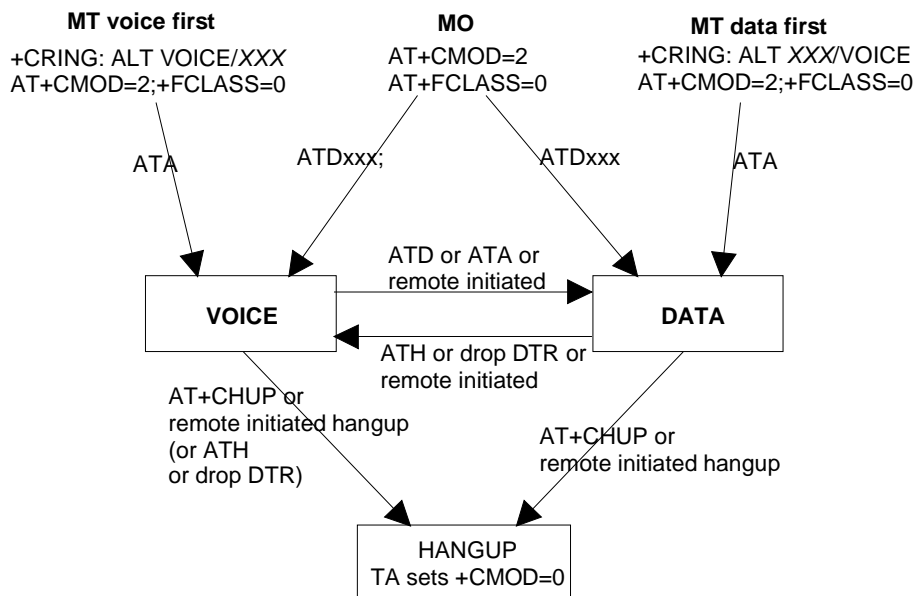 MT voice first
+CRING: ALT VOICE/XXX
AT+CMOD=2;+FCLASS=0
MO
AT+CMOD=2
AT+FCLASS=0
MT data first
+CRING: ALT XXX/VOICE
AT+CMOD=2;+FCLASS=0
ATA
ATDxxx;
ATDxxx
ATA
ATD or ATA or
remote initiated
VOICE
DATA
ATH or drop DTR or
remote initiated
AT+CHUP or
remote initiated hangup
(or ATH
or drop DTR)
AT+CHUP or
remote initiated hangup
HANGUP
TA sets +CMOD=0